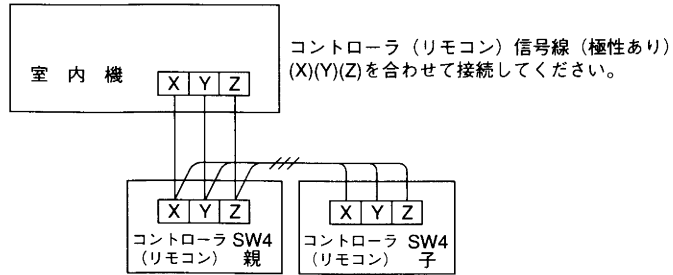 コントローラ（リモコン）信号線（極性あり）
(X)(Y)(Z)を合わせて接続してください。
室内機
X Y Z
X Y Z
コントローラ SW4
（リモコン） 親
X Y Z
コントローラ SW4
（リモコン） 子